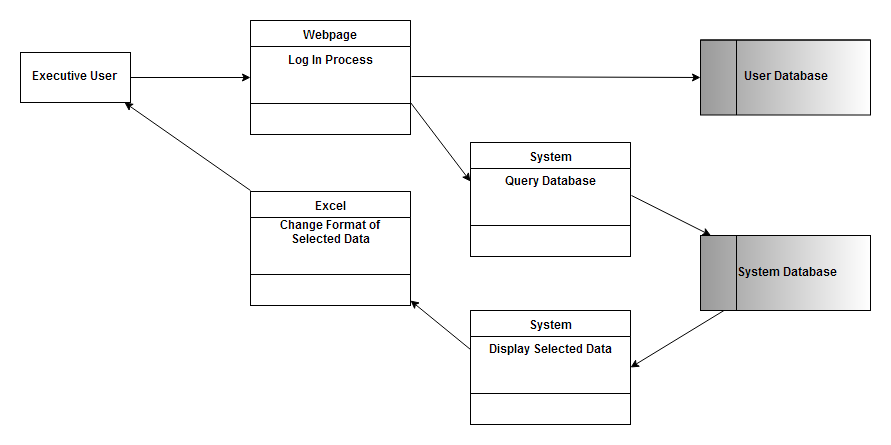 Webpage
Log In Process
Executive User
User Database
System
Query Database
Excel
Change Format of
Selected Data
System Database
System
Display Selected Data